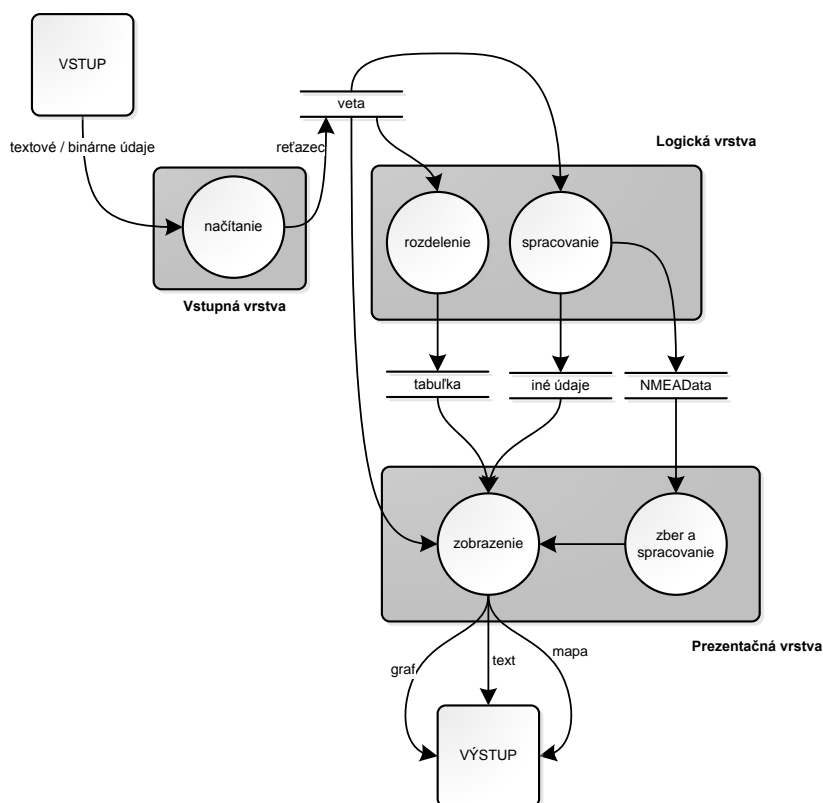 VSTUP
veta
textové / binárne údaje
reťazec
Logická vrstva
načítanie
rozdelenie
spracovanie
Vstupná vrstva
tabuľka
iné údaje
NMEAData
zobrazenie
zber a
spracovanie
Prezentačná vrstva
graf
text
mapa
VÝSTUP